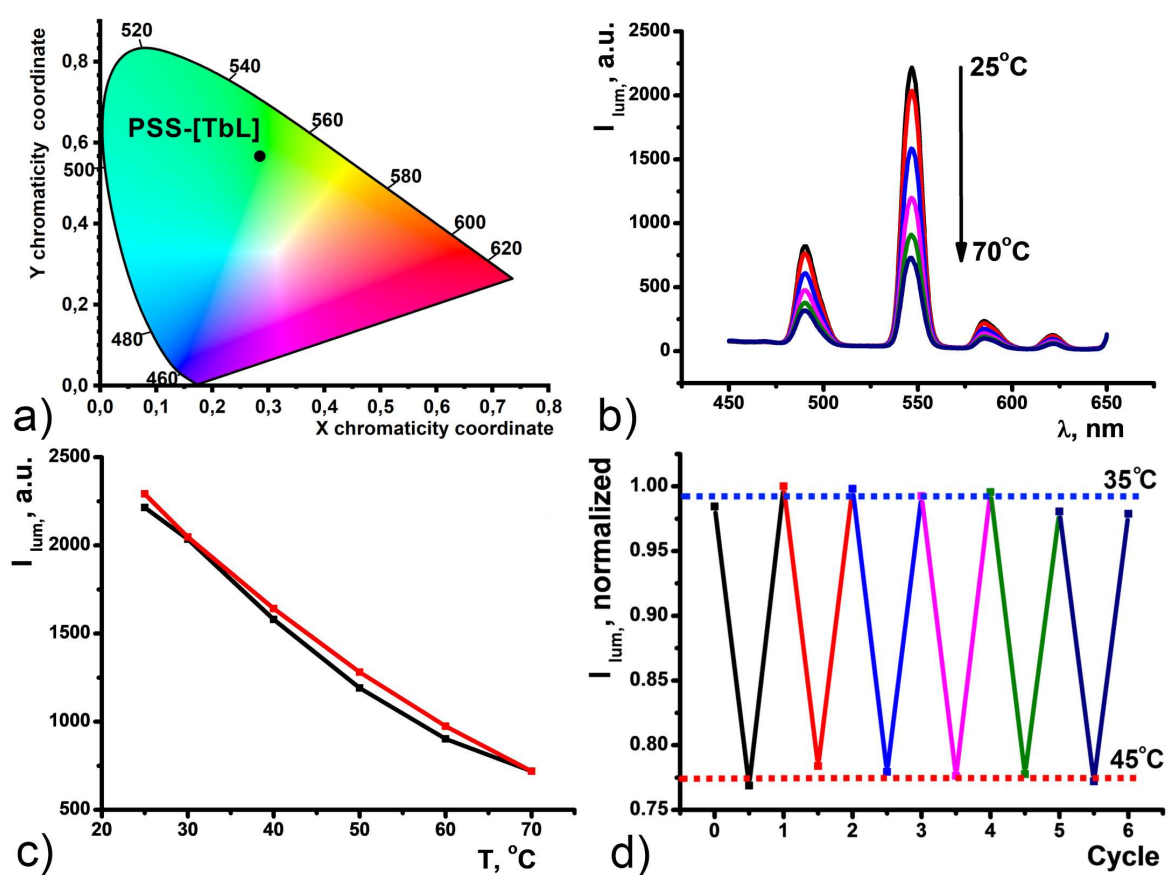 520
540
560
580
600
620
500
480
460
PSS-[TbL]
0,8
0,6
0,4
0,2
0,0
Y chromaticity coordinate
0,0 0,1 0,2 0,3 0,4 0,5 0,6 0,7 0,8
X chromaticity coordinate
a)
2500
2000
1500
1000
500
0
I lum, a.u.
25°C
70°C
450 500 550 600 650
λ, nm
b)
2500
2000
1500
1000
500
I lum, a.u.
20 30 40 50 60 70
T, °C
c)
1.00
0.95
0.90
0.85
0.80
0.75
I lum, normalized
35°C
45°C
0 1 2 3 4 5 6
Cycle
d)